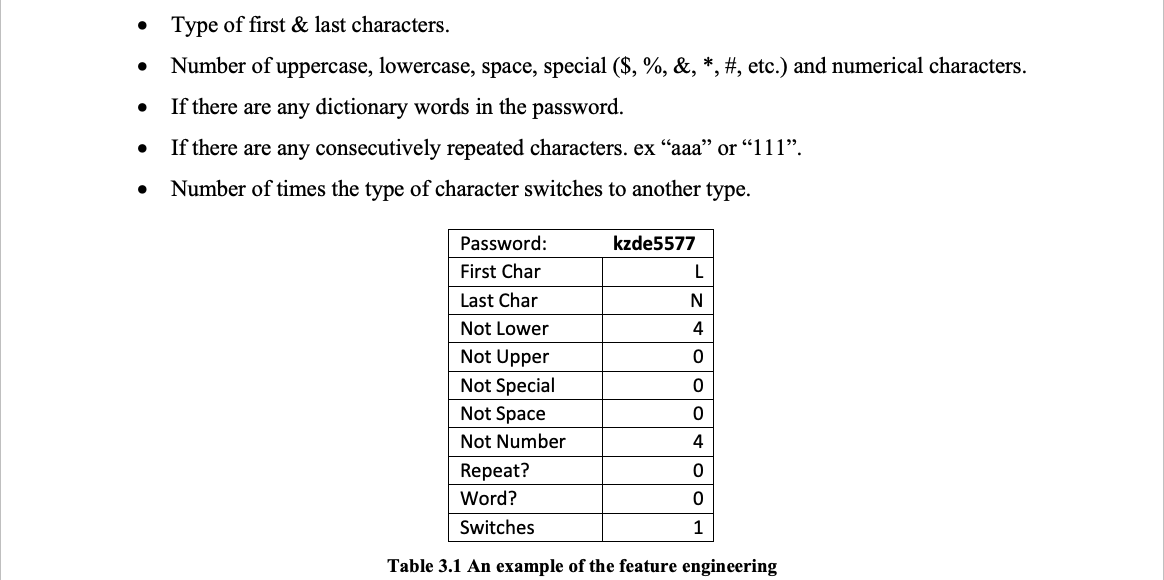 • Type of first & last characters.
• Number of uppercase, lowercase, space, special ($, %, &, *, #, etc.) and numerical characters.
• If there are any dictionary words in the password.
• If there are any consecutively repeated characters. ex “aaa” or “111”.
• Number of times the type of character switches to another type.
Password: kzde5577
First Char L
Last Char N
Not Lower 4
Not Upper 0
Not Special 0
Not Space 0
Not Number 4
Repeat? 0
Word? 0
Switches 1
Table 3.1 An example of the feature engineering